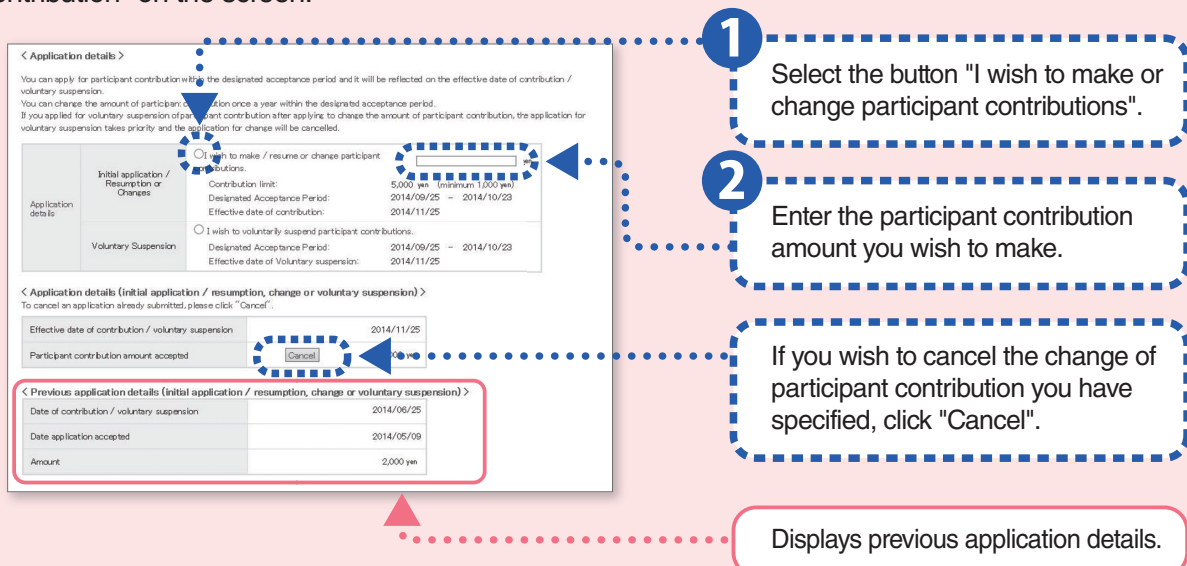 ontribution" on the screen.
< Application details >
You can apply for participant contribution within the designated acceptance period and it will be reflected on the effective date of contribution /
voluntary suspension.
You can change the amount of participant contribution once a year within the designated acceptance period.
If you applied for voluntary suspension of participant contribution after applying to change the amount of participant contribution, the application for
voluntary suspension takes priority and the application for change will be cancelled.
Application
details
Initial application /
Resumption or
Changes
I wish to make / resume or change participant
contributions.
yen
Contribution limit: 5,000 yen (minimum 1,000 yen)
Designated Acceptance Period: 2014/09/25 – 2014/10/23
Effective date of contribution: 2014/11/25
Voluntary Suspension
I wish to voluntarily suspend participant contributions.
Designated Acceptance Period: 2014/09/25 – 2014/10/23
Effective date of Voluntary suspension: 2014/11/25
< Application details (initial application / resumption, change or voluntary suspension) >
To cancel an application already submitted, please click "Cancel".
Effective date of contribution / voluntary suspension 2014/11/25
Participant contribution amount accepted Cancel yen
< Previous application details (initial application / resumption, change or voluntary suspension) >
Date of contribution / voluntary suspension 2014/06/25
Date application accepted 2014/05/09
Amount 2,000 yen
1
Select the button "I wish to make or
change participant contributions".
2
Enter the participant contribution
amount you wish to make.
If you wish to cancel the change of
participant contribution you have
specified, click "Cancel".
Displays previous application details.